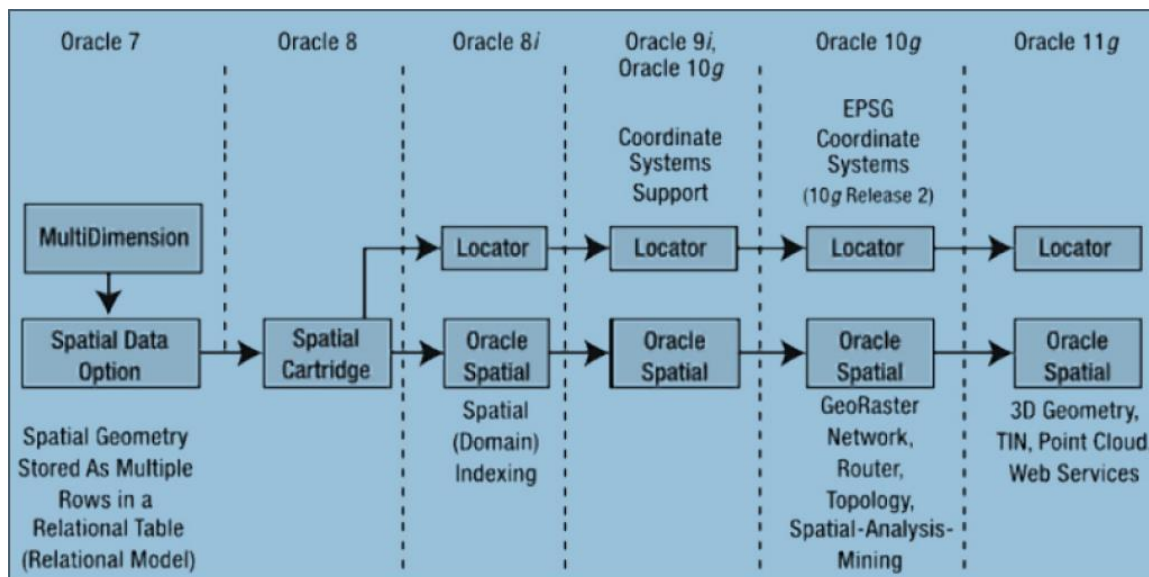 Oracle 7
Oracle 8
Oracle 8i
Oracle 9i,
Oracle 10g
Oracle 10g
Oracle 11g
Coordinate
Systems
Support
EPSG
Coordinate
Systems
(10g Release 2)
MultiDimension
Locator
Locator
Locator
Locator
Spatial Data
Option
Spatial
Cartridge
Oracle
Spatial
Oracle
Spatial
Oracle
Spatial
Oracle
Spatial
Spatial Geometry
Stored As Multiple
Rows in a
Relational Table
(Relational Model)
Spatial
(Domain)
Indexing
GeoRaster
Network,
Router,
Topology,
Spatial-Analysis-
Mining
3D Geometry,
TIN, Point Cloud,
Web Services